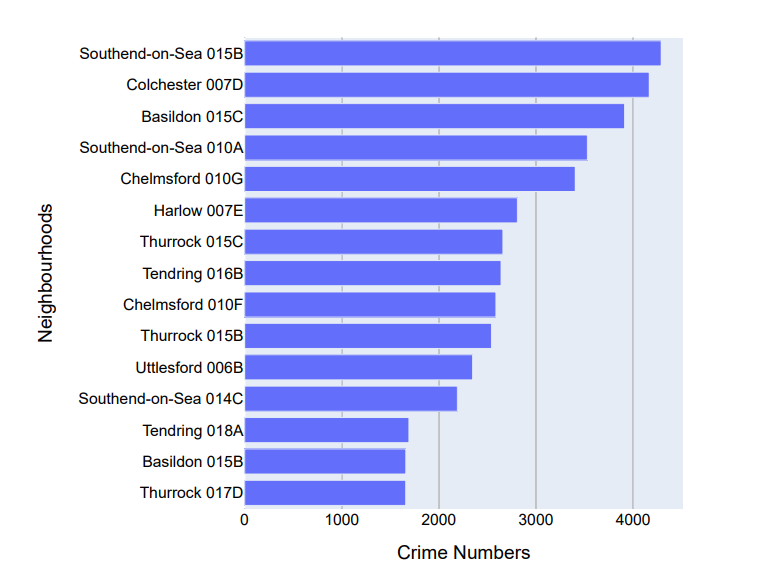 Southend-on-Sea 015B
Colchester 007D
Basildon 015C
Southend-on-Sea 010A
Chelmsford 010G
Harlow 007E
Thurrock 015C
Tendring 016B
Chelmsford 010F
Thurrock 015B
Uttlesford 006B
Southend-on-Sea 014C
Tendring 018A
Basildon 015B
Thurrock 017D
Neighbourhoods
0 1000 2000 3000 4000
Crime Numbers